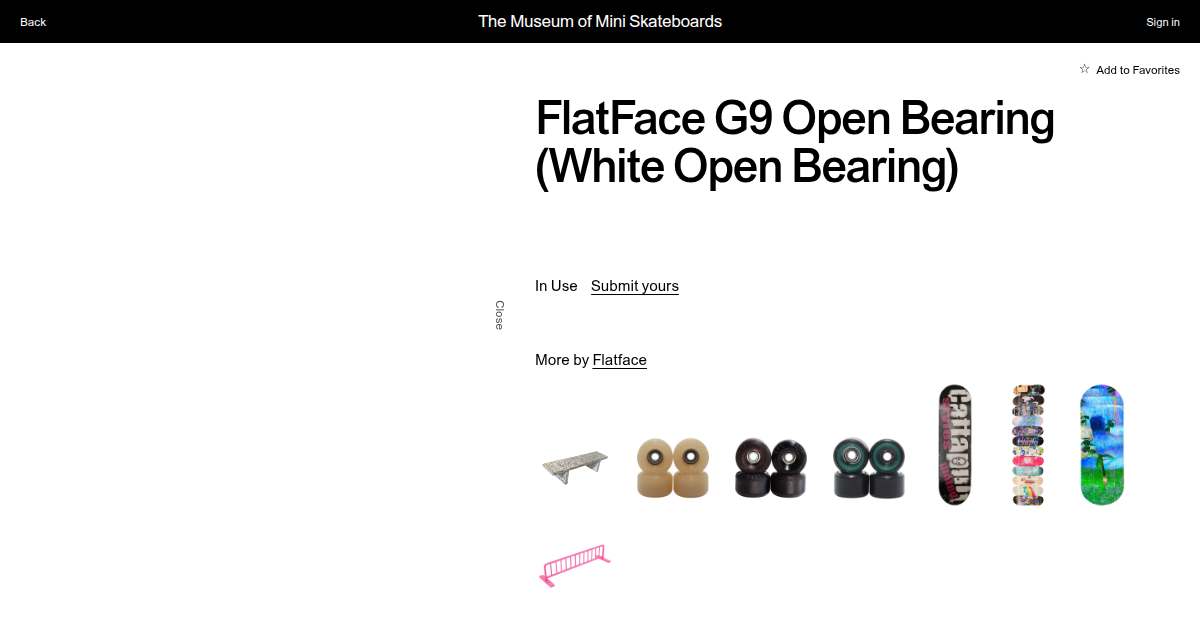 Back
The Museum of Mini Skateboards
Sign in
☆ Add to Favorites
FlatFace G9 Open Bearing
(White Open Bearing)
In Use Submit yours
Close
More by Flatface